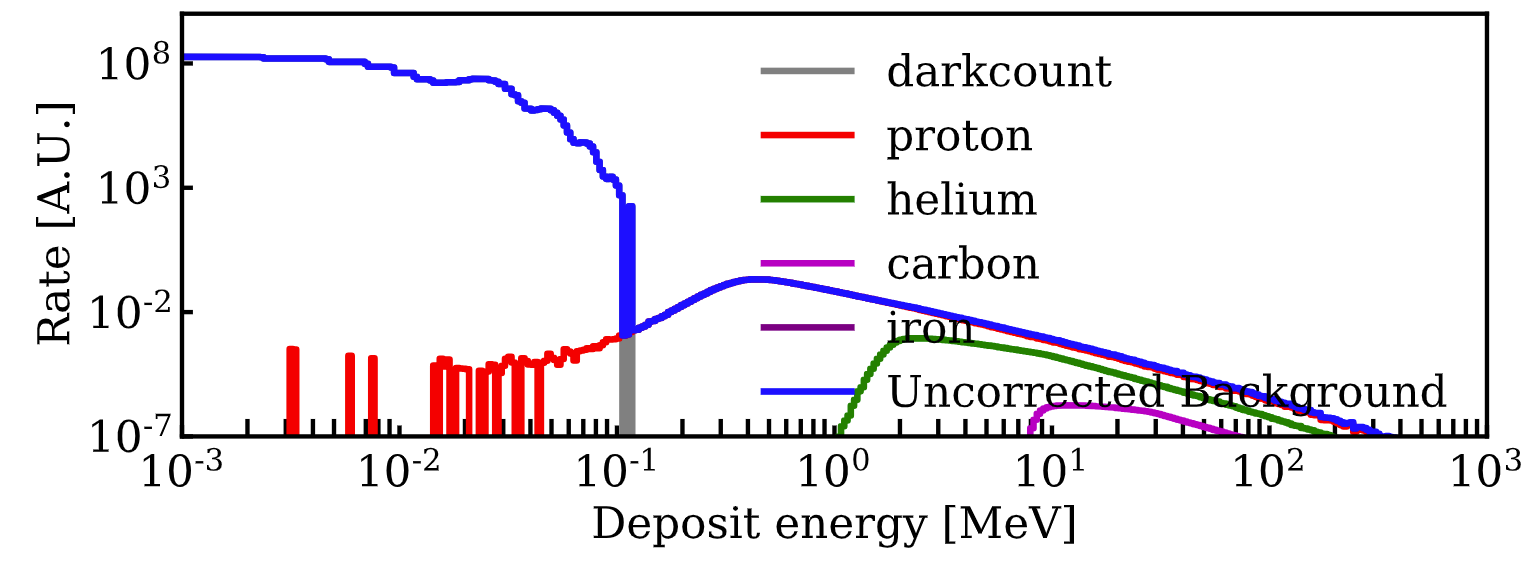 Rate [A.U.]
10^8
10^3
10^-2
10^-7
darkcount
proton
helium
carbon
iron
Uncorrected Background
10^-3 10^-2 10^-1 10^0 10^1 10^2 10^3
Deposit energy [MeV]